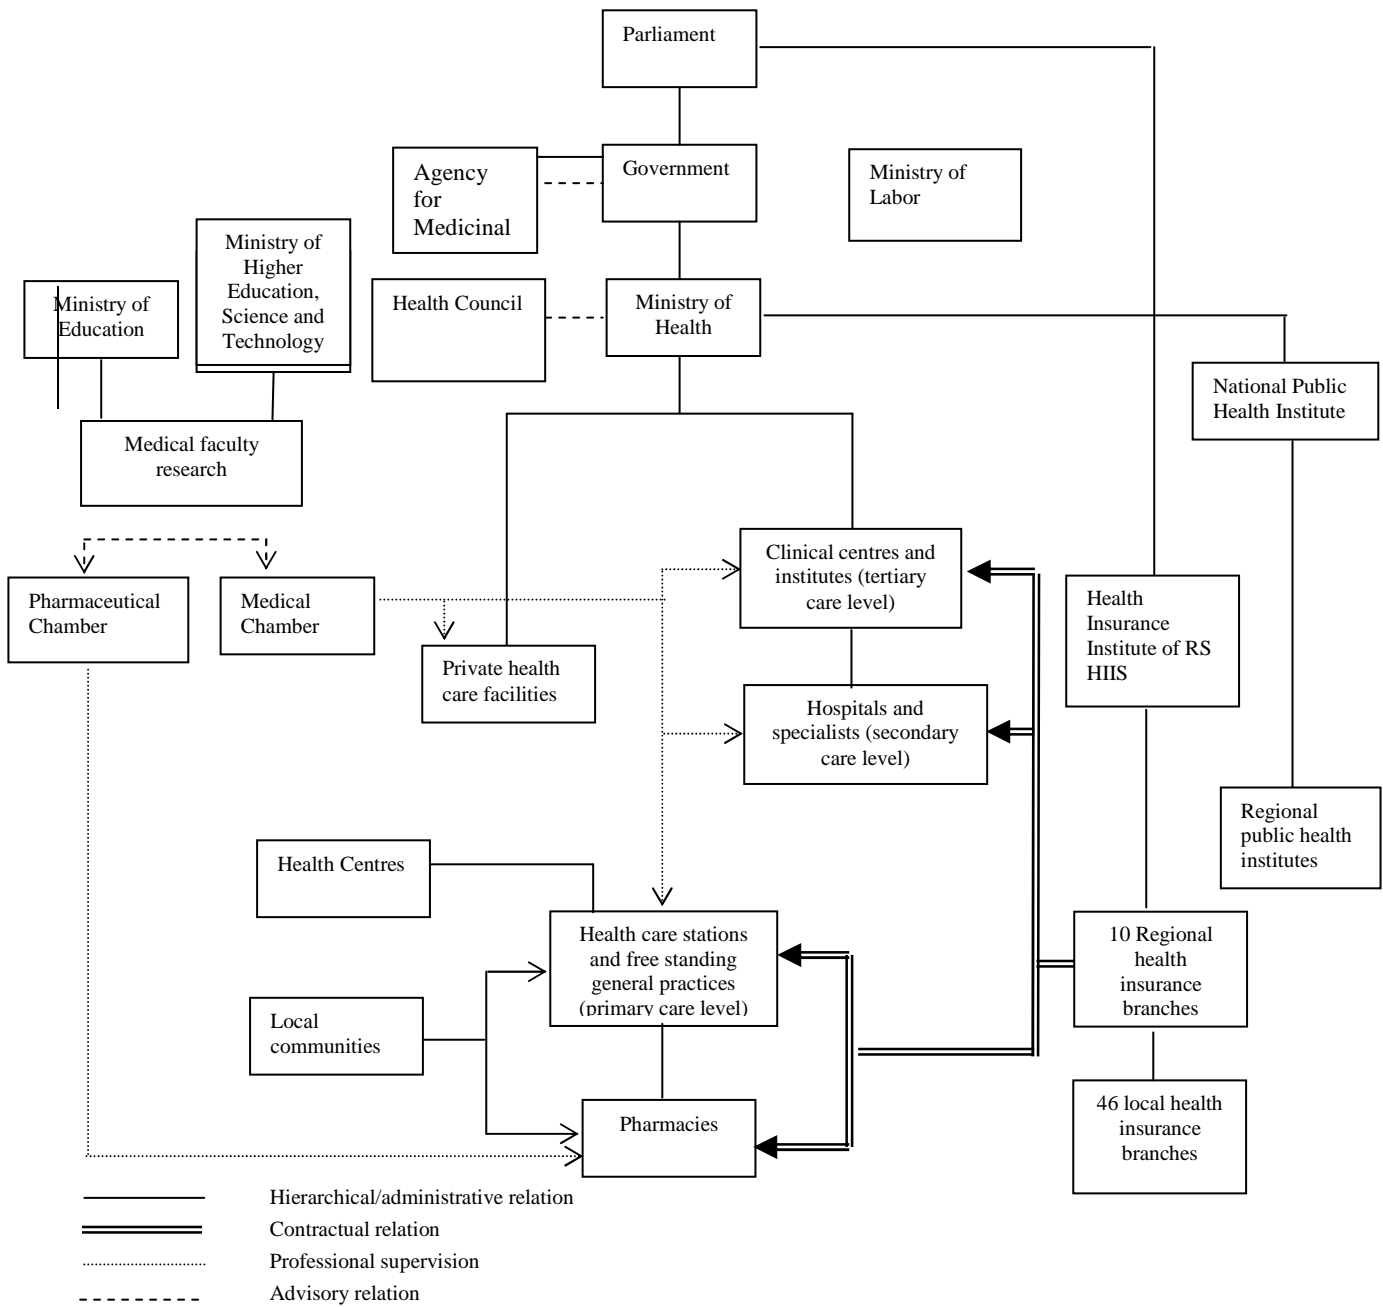 Parliament
Agency
for
Medicinal
Government
Ministry of
Labor
Ministry of
Higher
Education,
Science and
Technology
Ministry of
Education
Health Council
Ministry of
Health
National Public
Health Institute
Medical faculty
research
Clinical centres and
institutes (tertiary
care level)
Pharmaceutical
Chamber
Medical
Chamber
Health
Insurance
Institute of RS
HIIS
Private health
care facilities
Hospitals and
specialists (secondary
care level)
Regional
public health
institutes
Health Centres
Health care stations
and free standing
general practices
(primary care level)
10 Regional
health
insurance
branches
Local
communities
Pharmacies
46 local health
insurance
branches
Hierarchical/administrative relation
Contractual relation
Professional supervision
Advisory relation